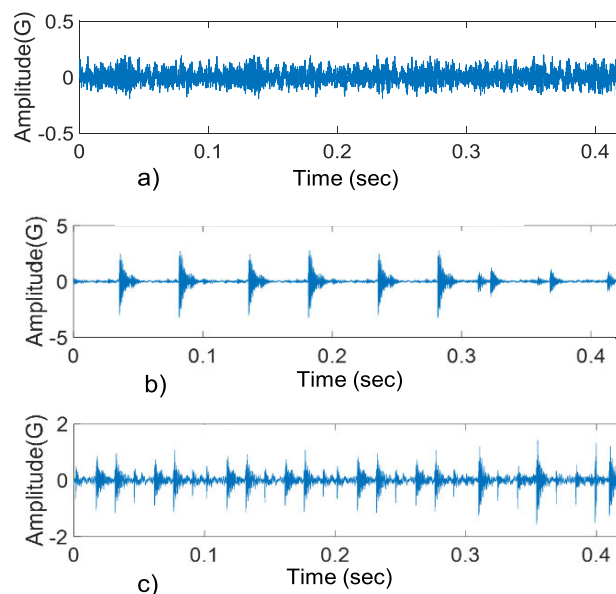 Amplitude(G)
0.5
0
-0.5
0 0.1 0.2 0.3 0.4
a) Time (sec)
Amplitude(G)
5
0
-5
0 0.1 0.2 0.3 0.4
b) Time (sec)
Amplitude(G)
2
0
-2
0 0.1 0.2 0.3 0.4
c) Time (sec)